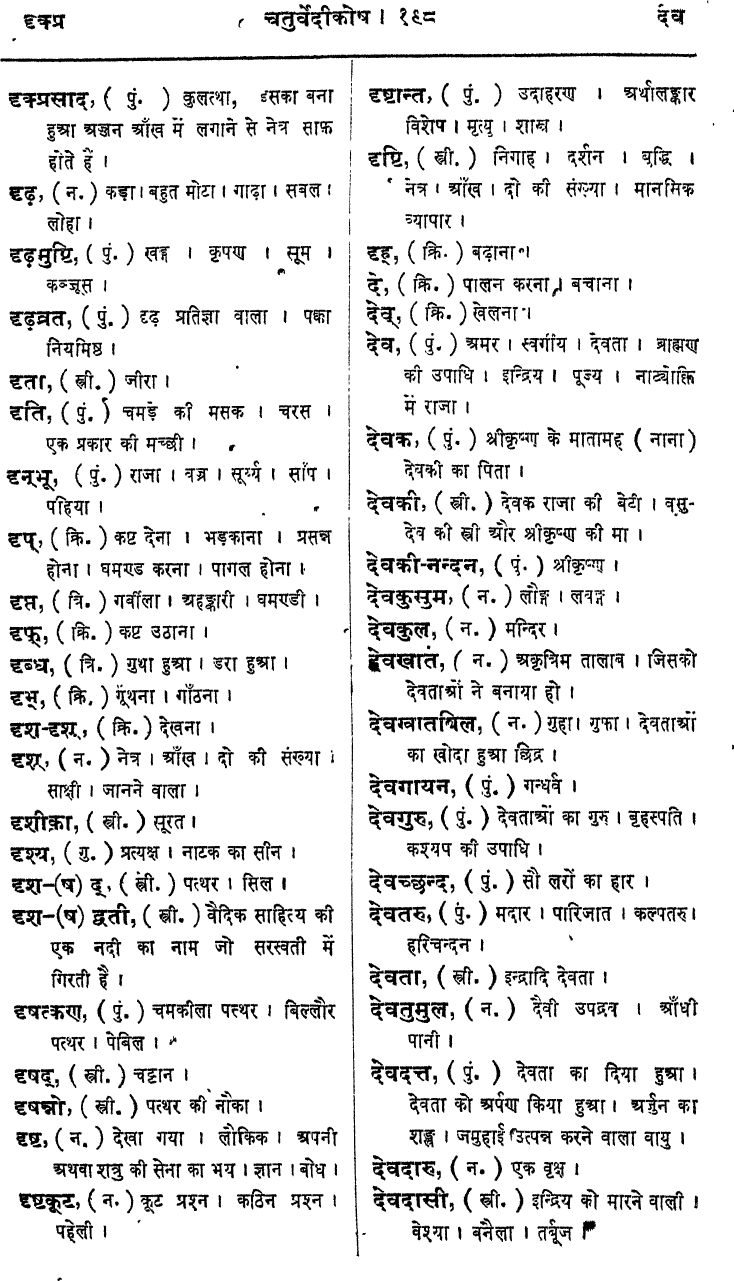 दृक्प्र
चतुर्वेदीकोष । १९८
देव
दृक्प्रसाद, ( पुं. ) कुलत्था, इसका बना
हुआ अञ्जन आँख में लगाने से नेत्र साफ़
होते हैं ।
दृढ़, ( न. ) कड़ा । बहुत मोटा । गाढ़ा । सबल ।
लोहा ।
दृढ़मुष्टि, ( पुं. ) खङ्ग । कृपण । सूम ।
कञ्जूस ।
दृढ़व्रत, ( पुं. ) दृढ़ प्रतिज्ञा वाला । पक्का
नियमिष्ठ ।
दृता, ( स्त्री. ) जीरा ।
दृति, ( पुं. ) चमड़े की मसक । चरस ।
एक प्रकार की मच्छी ।
दृन्भू, ( पुं. ) राजा । वज्र । सूर्य्य । साँप ।
पहिया ।
दृप्, ( क्रि. ) कष्ट देना । भड़काना । प्रसन्न
होना । घमण्ड करना । पागल होना ।
दृप्त, ( त्रि. ) गर्वीला । अहङ्कारी । घमण्डी ।
दृफ्, ( क्रि. ) कष्ट उठाना ।
दृब्ध, ( त्रि. ) गुथा हुआ । डरा हुआ ।
दृभ्, ( क्रि. ) गूंथना । गाँठना ।
दृश-दृश्, ( क्रि. ) देखना ।
दृश्, ( न. ) नेत्र । आँख । दो की संख्या ।
साक्षी । जानने वाला ।
दृशीका, ( स्त्री. ) सूरत ।
दृश्य, ( गु. ) प्रत्यक्ष । नाटक का सीन ।
दृश-(ष) द्, ( स्त्री. ) पत्थर । सिल ।
दृश-(ष) द्वती, ( स्त्री. ) वैदिक साहित्य की
एक नदी का नाम जो सरस्वती में
गिरती है ।
दृषत्कण, ( पुं. ) चमकीला पत्थर । बिल्लौर
पत्थर । पेबिल ।
दृषद्, ( स्त्री. ) चट्टान ।
दृषन्नो, ( स्त्री. ) पत्थर की नौका ।
दृष्ट, ( न. ) देखा गया । लौकिक । अपनी
अथवा शत्रु की सेना का भय । ज्ञान । बोध ।
दृष्टकूट, ( न. ) कूट प्रश्न । कठिन प्रश्न ।
पहेली ।
दृष्टान्त, ( पुं. ) उदाहरण । अर्थालङ्कार
विशेष । मृत्यु । शास्त्र ।
दृष्टि, ( स्त्री. ) निगाह । दर्शन । बुद्धि ।
नेत्र । आँख । दो की संख्या । मानमिक
व्यापार ।
दृह्, ( क्रि. ) बढ़ाना ।
दे, ( क्रि. ) पालन करना । बचाना ।
देव्, ( क्रि. ) खेलना ।
देव, ( पुं. ) अमर । स्वर्गीय । देवता । ब्राह्मण
की उपाधि । इन्द्रिय । पूज्य । नाट्योक्ति
में राजा ।
देवक, ( पुं. ) श्रीकृष्ण के मातामह ( नाना )
देवकी का पिता ।
देवकी, ( स्त्री. ) देवक राजा की बेटी । वसु-
देव की स्त्री और श्रीकृष्ण की मा ।
देवकी-नन्दन, ( पुं. ) श्रीकृष्ण ।
देवकुसुम, ( न. ) लौङ्ग । लवङ्ग ।
देवकुल, ( न. ) मन्दिर ।
देवखात, ( न. ) अकृत्रिम तालाब । जिसको
देवताओं ने बनाया हो ।
देवखातबिल, ( न. ) गुहा । गुफा । देवताओं
का खोदा हुआ छिद्र ।
देवगायन, ( पुं. ) गन्धर्व ।
देवगुरु, ( पुं. ) देवताओं का गुरु । बृहस्पति ।
कश्यप की उपाधि ।
देवच्छन्द, ( पुं. ) सौ लरों का हार ।
देवतरु, ( पुं. ) मदार । पारिजात । कल्पतरु ।
हरिचन्दन ।
देवता, ( स्त्री. ) इन्द्रादि देवता ।
देवतुमुल, ( न. ) दैवी उपद्रव । आँधी
पानी ।
देवदत्त, ( पुं. ) देवता का दिया हुआ ।
देवता को अर्पण किया हुआ । अर्जुन का
शङ्ख । जमुहाई उत्पन्न करने वाला वायु ।
देवदारु, ( न. ) एक वृक्ष ।
देवदासी, ( स्त्री. ) इन्द्रिय को मारने वाली ।
वेश्या । बनैला । तर्बूज ।